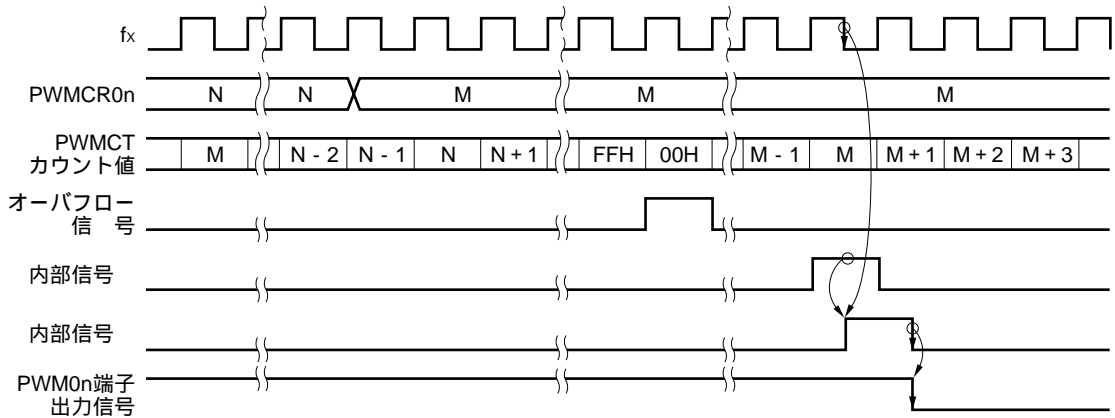 fX
PWMCR0n N N M M M
PWMCT
カウント値 M N - 2 N - 1 N N + 1 FFH 00H M - 1 M M + 1 M + 2 M + 3
オーバフロー
信 号
内部信号
内部信号
PWM0n端子
出力信号